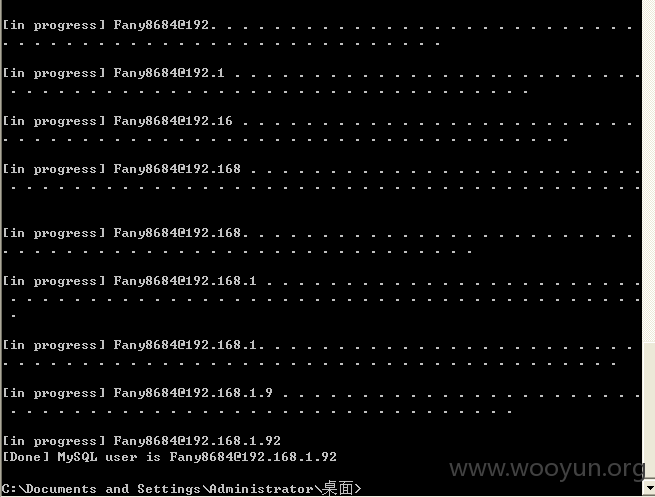 [in progress] Fany8684@192. . . . . . . . . . . . . . . . . . . . . . . . . . .
. . . . . . . . . . . . . . . . . . . . . . . . . . . .
[in progress] Fany8684@192.1 . . . . . . . . . . . . . . . . . . . . . . . . . .
. . . . . . . . . . . . . . . . . . . . . . . . . . . . . . . . .
[in progress] Fany8684@192.16 . . . . . . . . . . . . . . . . . . . . . . . . .
. . . . . . . . . . . . . . . . . . . . . . . . . . . . . . . . . . . .
[in progress] Fany8684@192.168 . . . . . . . . . . . . . . . . . . . . . . . . .
. . . . . . . . . . . . . . . . . . . . . . . . . . . . . . . . . . . . . . . .
[in progress] Fany8684@192.168. . . . . . . . . . . . . . . . . . . . . . . . .
. . . . . . . . . . . . . . . . . . . . . . . . . . . . . .
[in progress] Fany8684@192.168.1 . . . . . . . . . . . . . . . . . . . . . . . .
. . . . . . . . . . . . . . . . . . . . . . . . . . . . . . . . . . . . . . . .
.
[in progress] Fany8684@192.168.1. . . . . . . . . . . . . . . . . . . . . . . .
. . . . . . . . . . . . . . . . . . . . . . . . . . . . . . . . . . . . . . .
[in progress] Fany8684@192.168.1.9 . . . . . . . . . . . . . . . . . . . . . . .
. . . . . . . . . . . . . . . . . . . . . . . . . . . . . . . .
[in progress] Fany8684@192.168.1.92
[Done] MySQL user is Fany8684@192.168.1.92
www.wooyun.org
C:\Documents and Settings\Administrator\桌面>